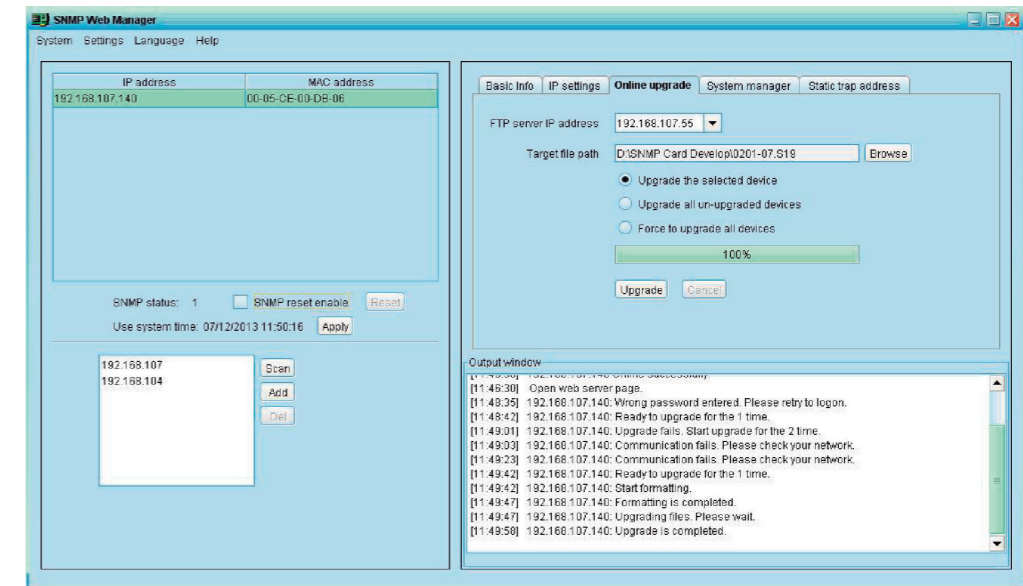 SNMP Web Manager
System Settings Language Help
IP address MAC address
192.168.107.140 00-05-CE-00-DB-06
SNMP status: 1 SNMP reset enable Reset
Use system time: 07/12/2013 11:50:16 Apply
192.168.107
192.168.104
Scan
Add
Del
Basic Info IP settings Online upgrade System manager Static trap address
FTP server IP address 192.168.107.55
Target file path D:\SNMP Card Develop\0201-07.S19 Browse
Upgrade the selected device
Upgrade all un-upgraded devices
Force to upgrade all devices
100%
Upgrade Cancel
Output window
[11:46:30] Open web server page.
[11:48:35] 192.168.107.140: Wrong password entered. Please retry to logon.
[11:48:42] 192.168.107.140: Ready to upgrade for the 1 time.
[11:49:01] 192.168.107.140: Upgrade fails. Start upgrade for the 2 time.
[11:49:03] 192.168.107.140: Communication fails. Please check your network.
[11:49:23] 192.168.107.140: Communication fails. Please check your network.
[11:49:42] 192.168.107.140: Ready to upgrade for the 1 time.
[11:49:42] 192.168.107.140: Start formatting.
[11:49:47] 192.168.107.140: Formatting is completed.
[11:49:47] 192.168.107.140: Upgrading files. Please wait.
[11:49:58] 192.168.107.140: Upgrade is completed.